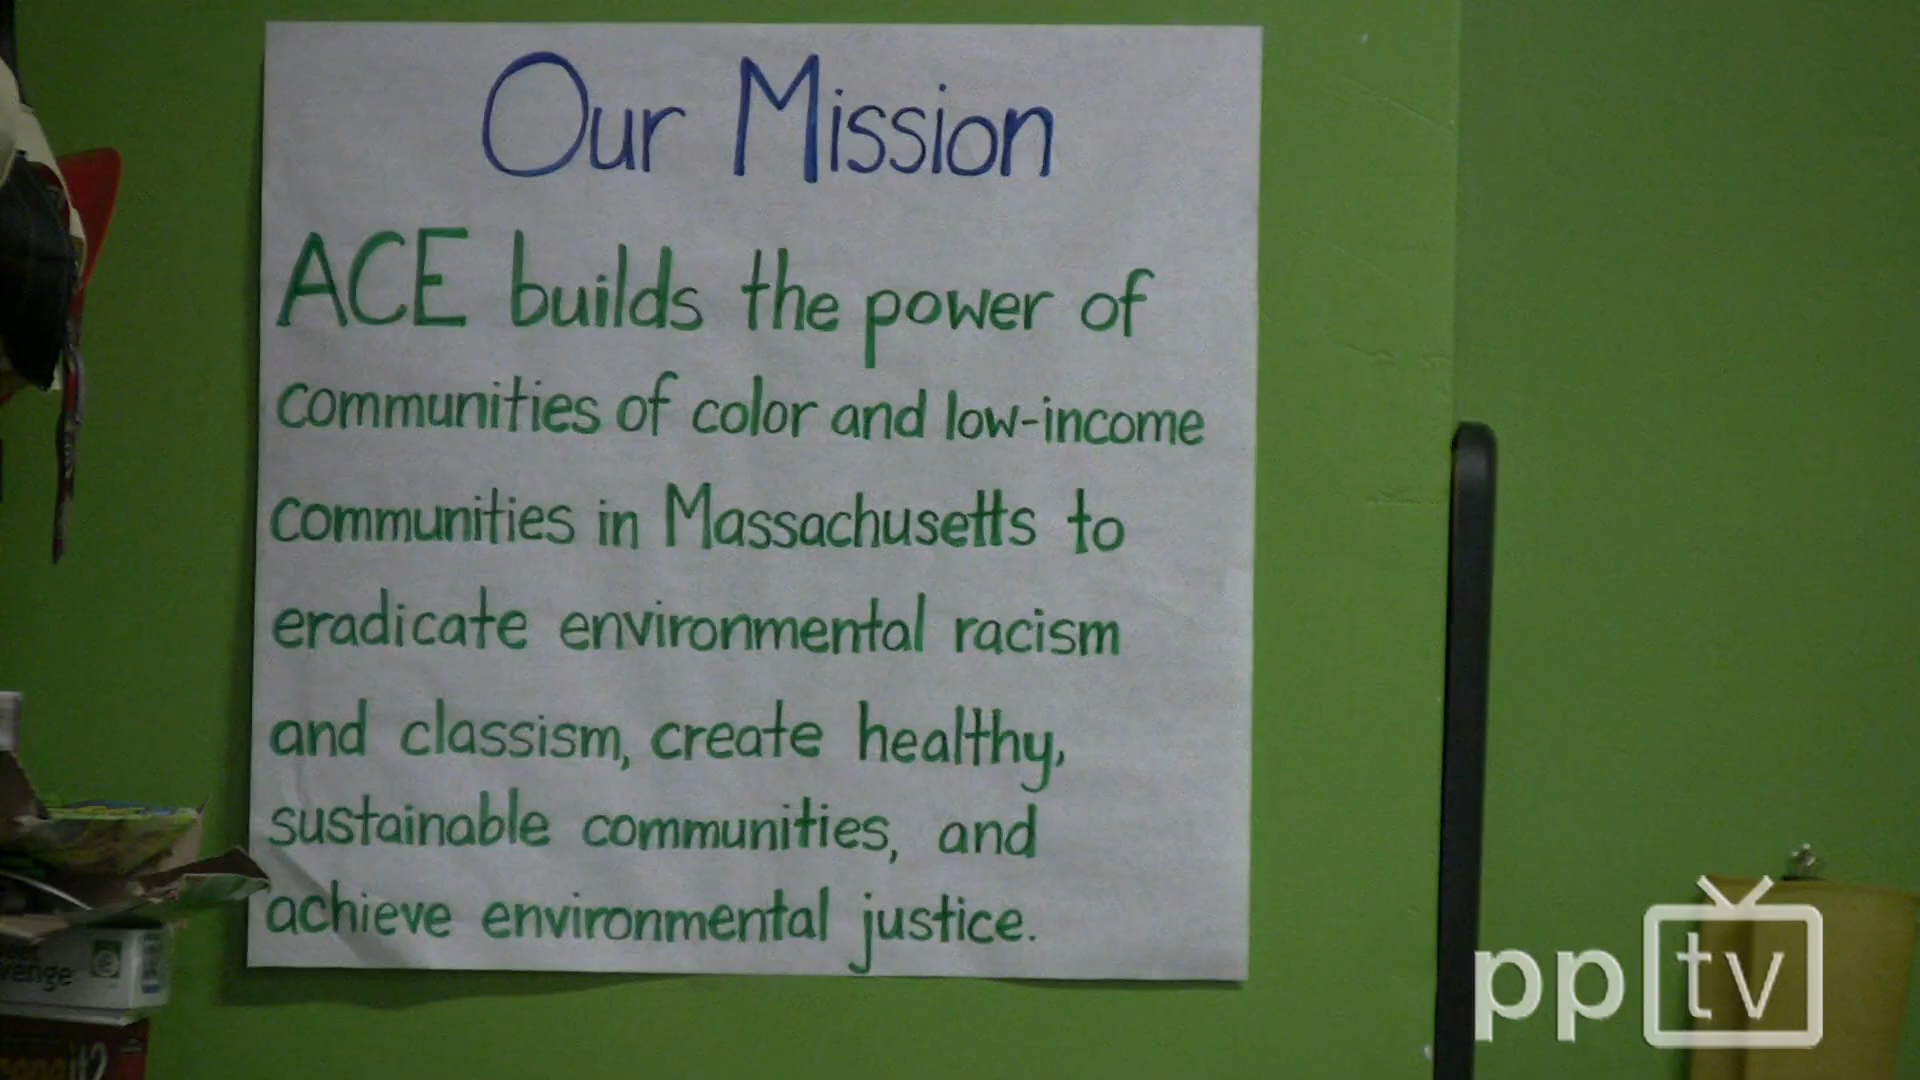 Our Mission
ACE builds the power of
communities of color and low-income
communities in Massachusetts to
eradicate environmental racism
and classism, create healthy,
sustainable communities, and
achieve environmental justice.
pptv